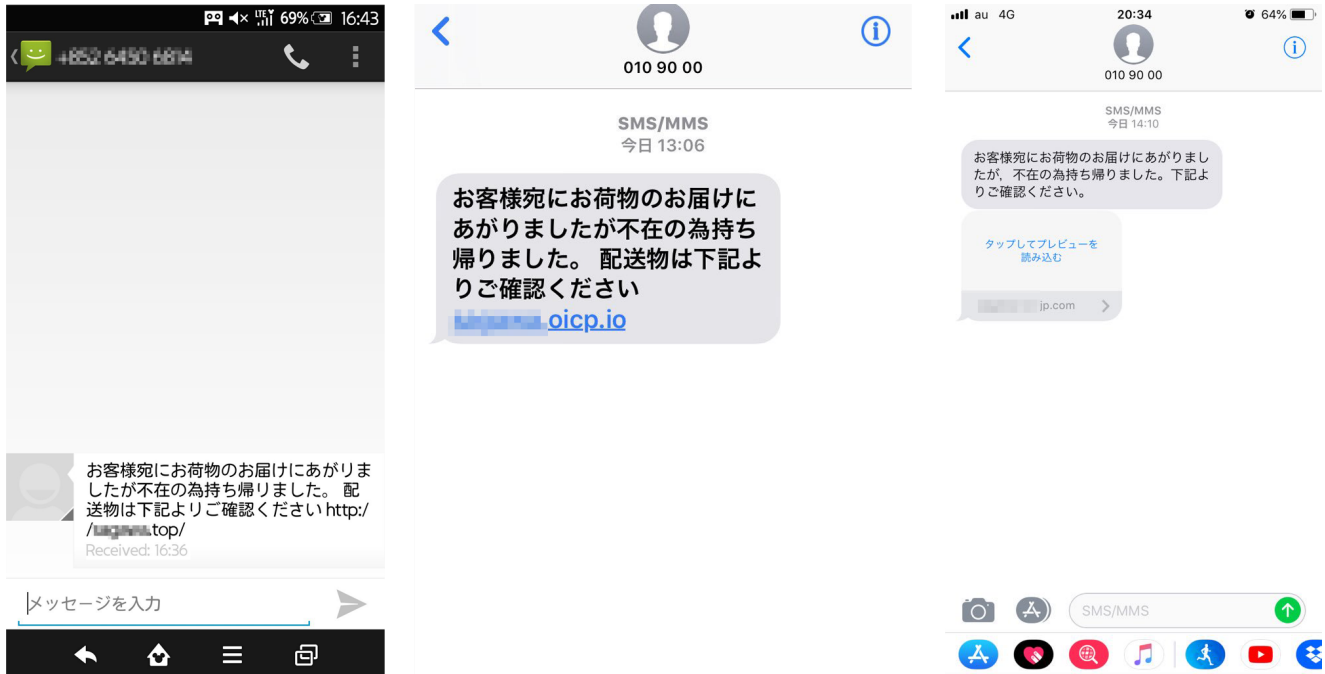 LTE 69% 16:43
お客様宛にお荷物のお届けにあがりま
したが不在の為持ち帰りました。 配
送物は下記よりご確認ください http:/
/
.top/
Received: 16:36
メッセージを入力
010 90 00
SMS/MMS
今日 13:06
お客様宛にお荷物のお届けに
あがりましたが不在の為持ち
帰りました。 配送物は下記よ
りご確認ください
.oicp.io
au 4G 20:34 64%
010 90 00
SMS/MMS
今日 14:10
お客様宛にお荷物のお届けにあがりまし
たが, 不在の為持ち帰りました。下記よ
りご確認ください。
タップしてプレビューを
読み込む
jp.com
SMS/MMS